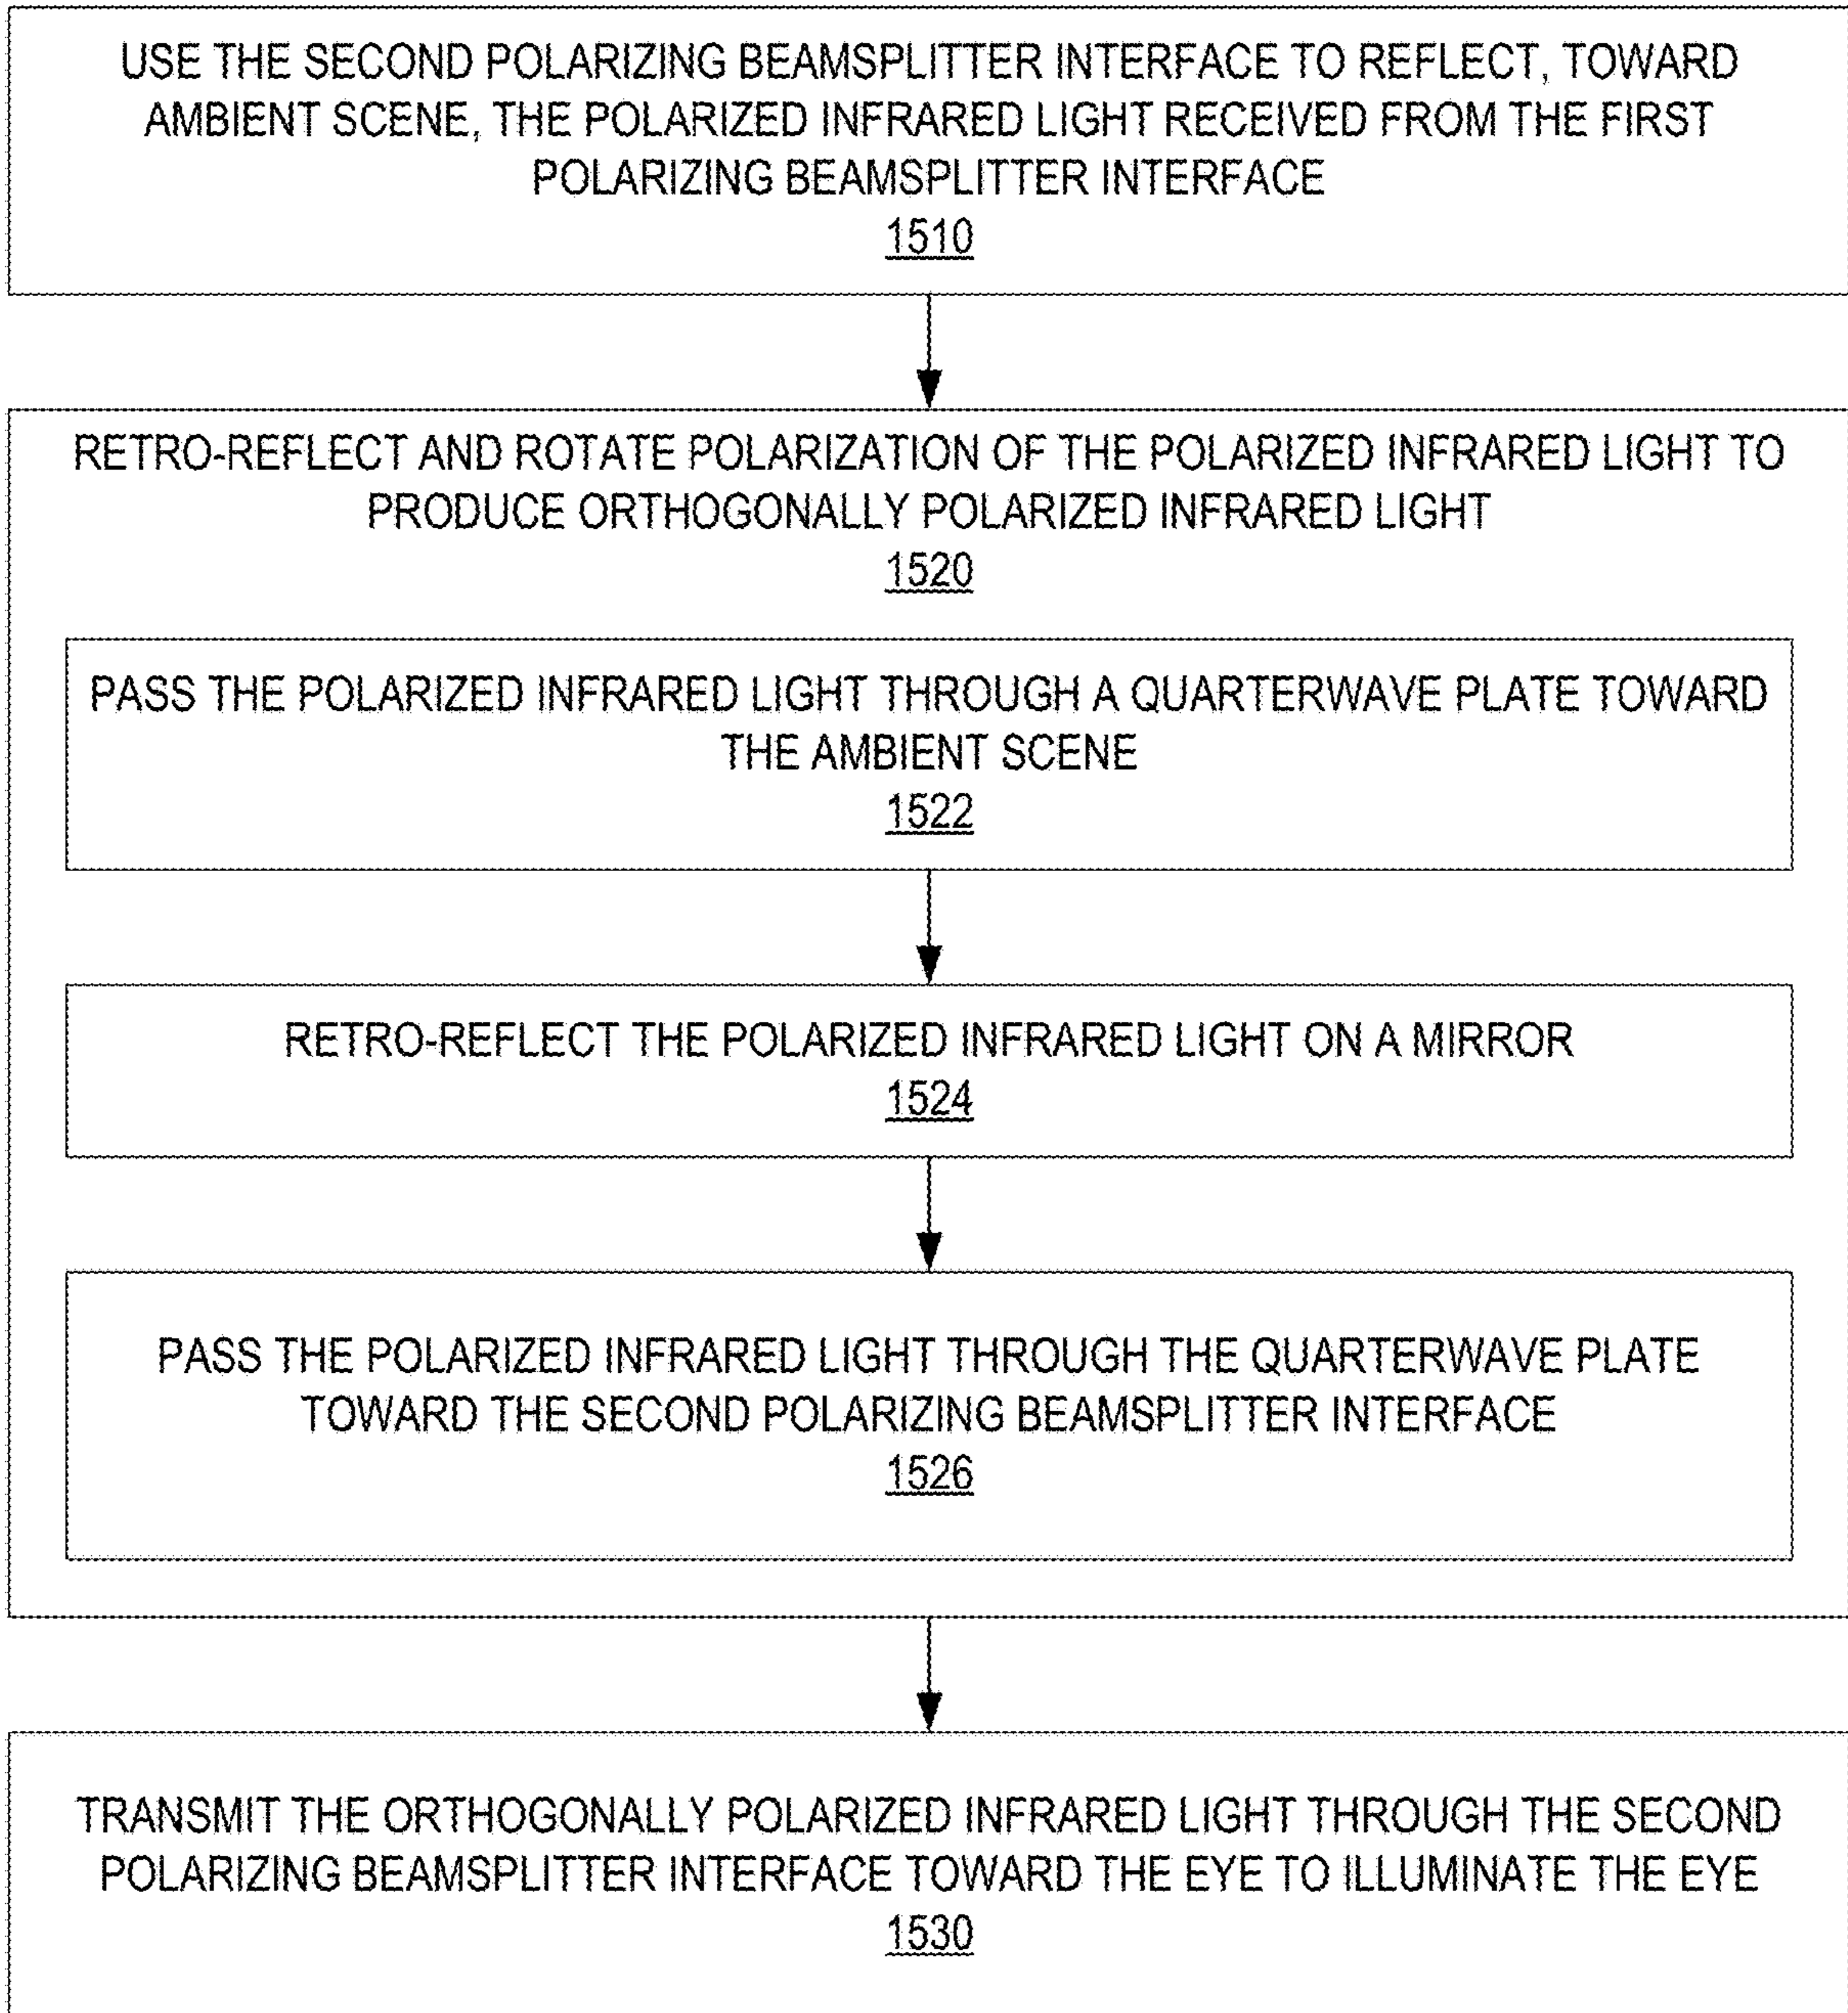 USE THE SECOND POLARIZING BEAMSPLITTER INTERFACE TO REFLECT, TOWARD
AMBIENT SCENE, THE POLARIZED INFRARED LIGHT RECEIVED FROM THE FIRST
POLARIZING BEAMSPLITTER INTERFACE
1510
RETRO-REFLECT AND ROTATE POLARIZATION OF THE POLARIZED INFRARED LIGHT TO
PRODUCE ORTHOGONALLY POLARIZED INFRARED LIGHT
1520
PASS THE POLARIZED INFRARED LIGHT THROUGH A QUARTERWAVE PLATE TOWARD
THE AMBIENT SCENE
1522
RETRO-REFLECT THE POLARIZED INFRARED LIGHT ON A MIRROR
1524
PASS THE POLARIZED INFRARED LIGHT THROUGH THE QUARTERWAVE PLATE
TOWARD THE SECOND POLARIZING BEAMSPLITTER INTERFACE
1526
TRANSMIT THE ORTHOGONALLY POLARIZED INFRARED LIGHT THROUGH THE SECOND
POLARIZING BEAMSPLITTER INTERFACE TOWARD THE EYE TO ILLUMINATE THE EYE
1530